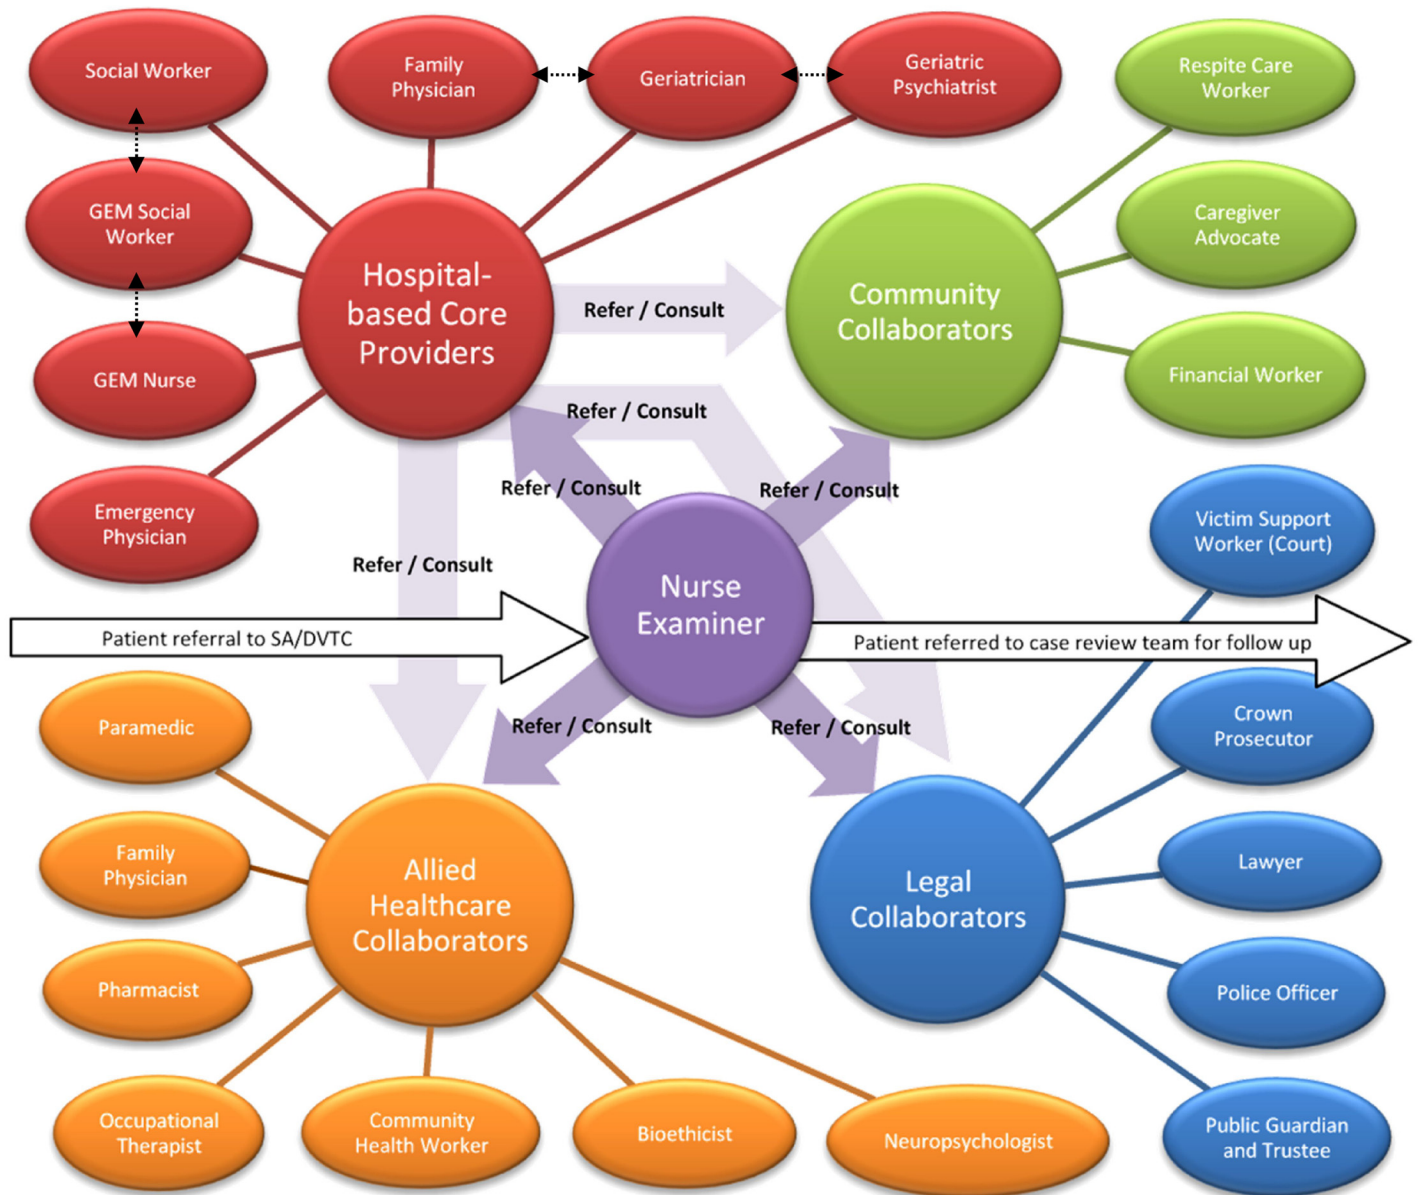 Social Worker
Family
Physician
Geriatrician
Geriatric
Psychiatrist
Respite Care
Worker
GEM Social
Worker
Caregiver
Advocate
Hospital-
based Core
Providers
Refer / Consult
Community
Collaborators
GEM Nurse
Financial Worker
Refer / Consult
Refer / Consult
Refer / Consult
Emergency
Physician
Victim Support
Worker (Court)
Refer / Consult
Nurse
Examiner
Patient referral to SA/DVTC
Patient referred to case review team for follow up
Paramedic
Refer / Consult
Refer / Consult
Crown
Prosecutor
Family
Physician
Allied
Healthcare
Collaborators
Legal
Collaborators
Lawyer
Pharmacist
Police Officer
Occupational
Therapist
Community
Health Worker
Bioethicist
Neuropsychologist
Public Guardian
and Trustee